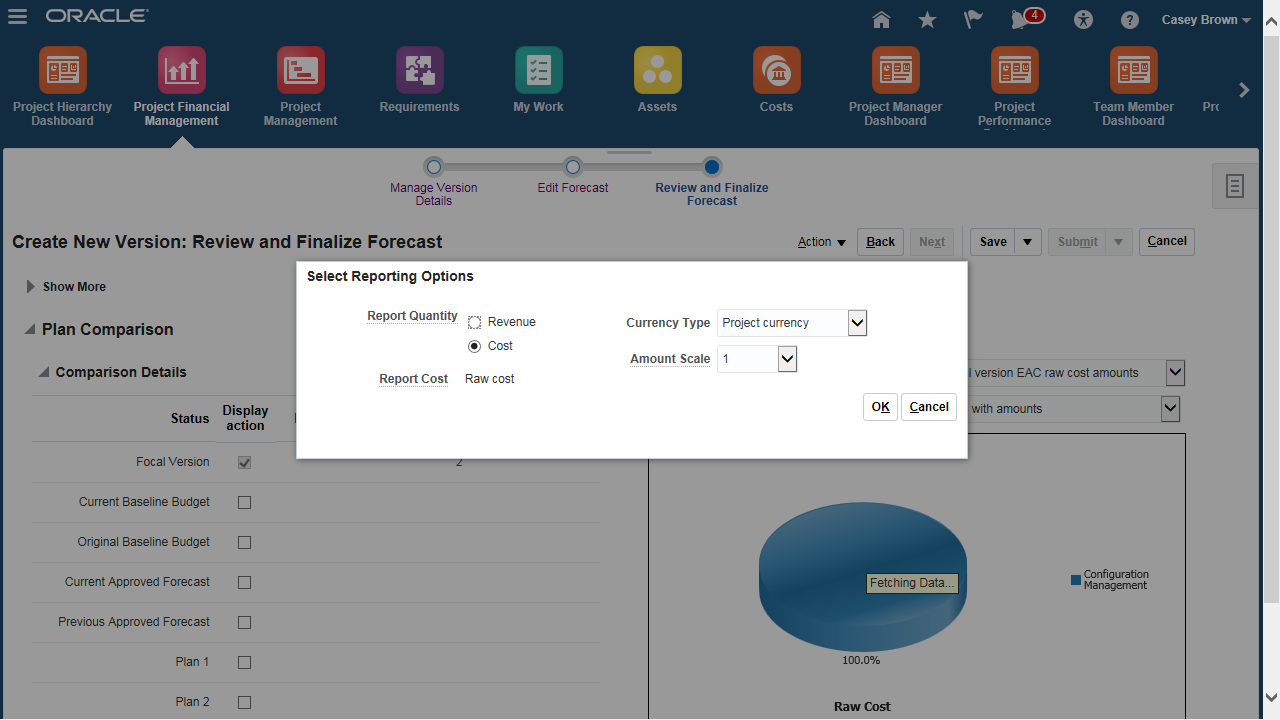 ORACLE
4
Casey Brown
Project Hierarchy
Dashboard
Project Financial
Management
Project
Management
Requirements
My Work
Assets
Costs
Project Manager
Dashboard
Project
Performance
Team Member
Dashboard
Manage Version
Details
Edit Forecast
Review and Finalize
Forecast
Create New Version: Review and Finalize Forecast
Action
Back
Next
Save
Submit
Cancel
Show More
Plan Comparison
Comparison Details
Select Reporting Options
Report Quantity
Revenue
Cost
Report Cost
Raw cost
Currency Type
Project currency
Amount Scale
1
OK
Cancel
version EAC raw cost amounts
with amounts
Status
Display
action
Focal Version
2
Current Baseline Budget
Original Baseline Budget
Current Approved Forecast
Previous Approved Forecast
Plan 1
Plan 2
Fetching Data...
100.0%
Configuration
Management
Raw Cost